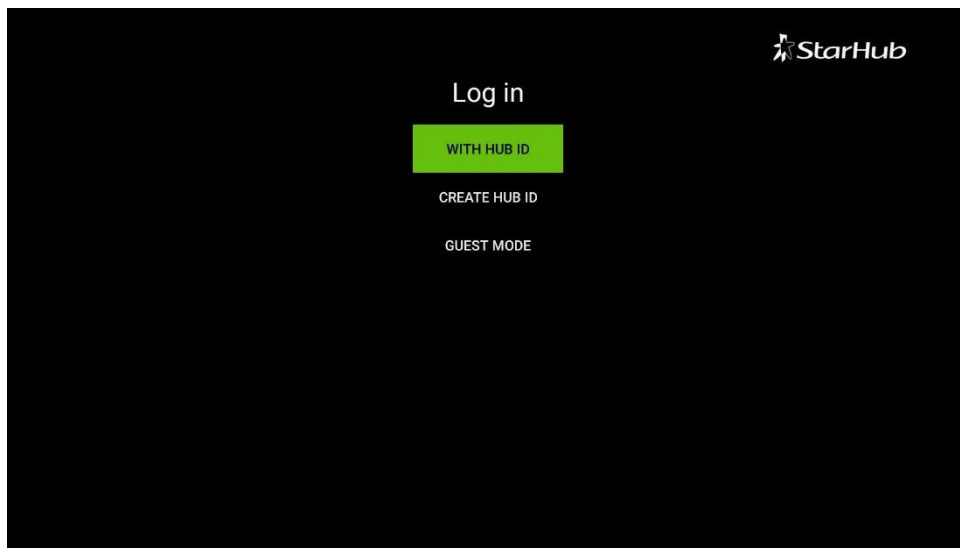 StarHub
Log in
WITH HUB ID
CREATE HUB ID
GUEST MODE